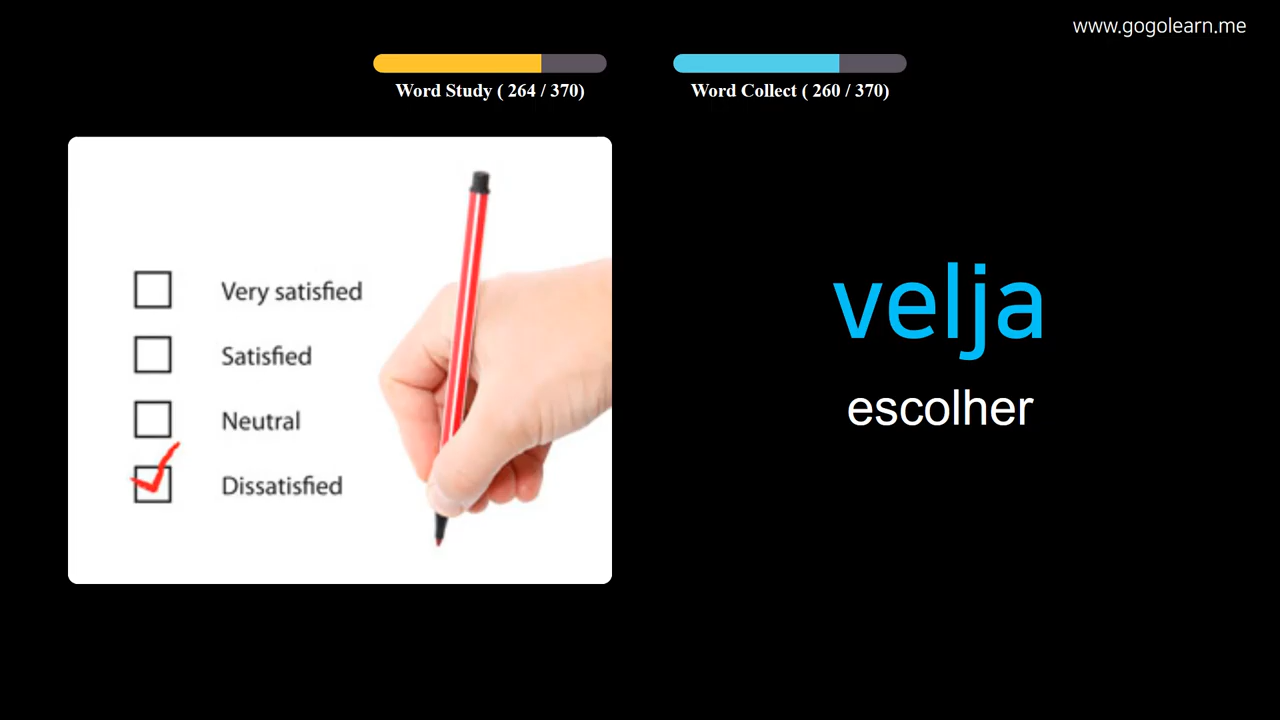 www.gogolearn.me
Word Study ( 264 / 370)
Word Collect ( 260 / 370)
Very satisfied
Satisfied
Neutral
Dissatisfied
velja
escolher